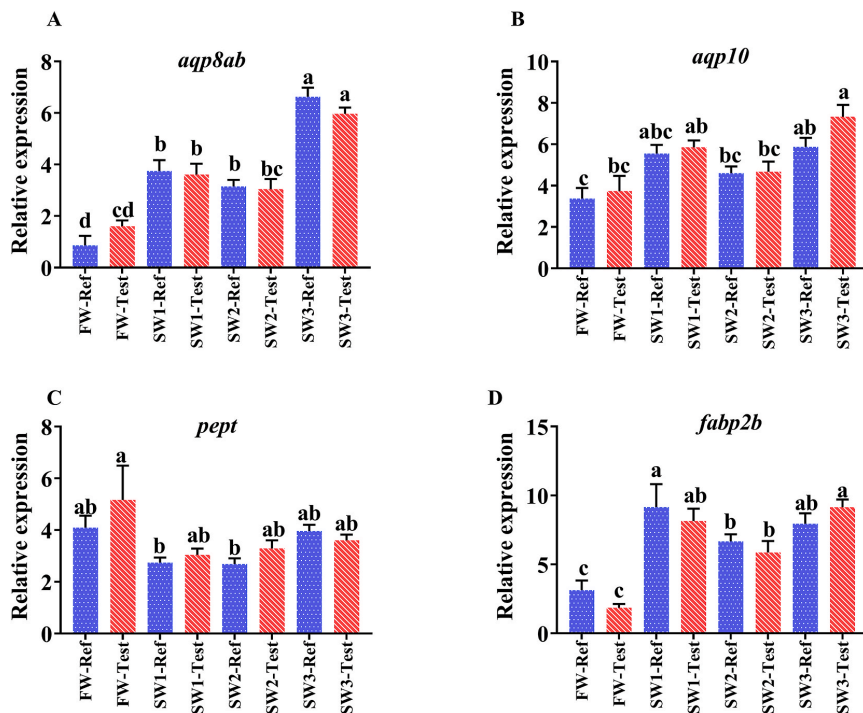 A
aqp8ab
Relative expression
8
6
4
2
0
d
cd
b
b
b
bc
a
a
FW-Ref
FW-Test
SW1-Ref
SW1-Test
SW2-Ref
SW2-Test
SW3-Ref
SW3-Test
B
aqp10
Relative expression
10
8
6
4
2
0
c
bc
abc
ab
bc
bc
ab
a
FW-Ref
FW-Test
SW1-Ref
SW1-Test
SW2-Ref
SW2-Test
SW3-Ref
SW3-Test
C
pept
Relative expression
8
6
4
2
0
ab
a
b
ab
b
ab
ab
ab
FW-Ref
FW-Test
SW1-Ref
SW1-Test
SW2-Ref
SW2-Test
SW3-Ref
SW3-Test
D
fabp2b
Relative expression
15
10
5
0
c
c
a
ab
b
b
ab
a
FW-Ref
FW-Test
SW1-Ref
SW1-Test
SW2-Ref
SW2-Test
SW3-Ref
SW3-Test